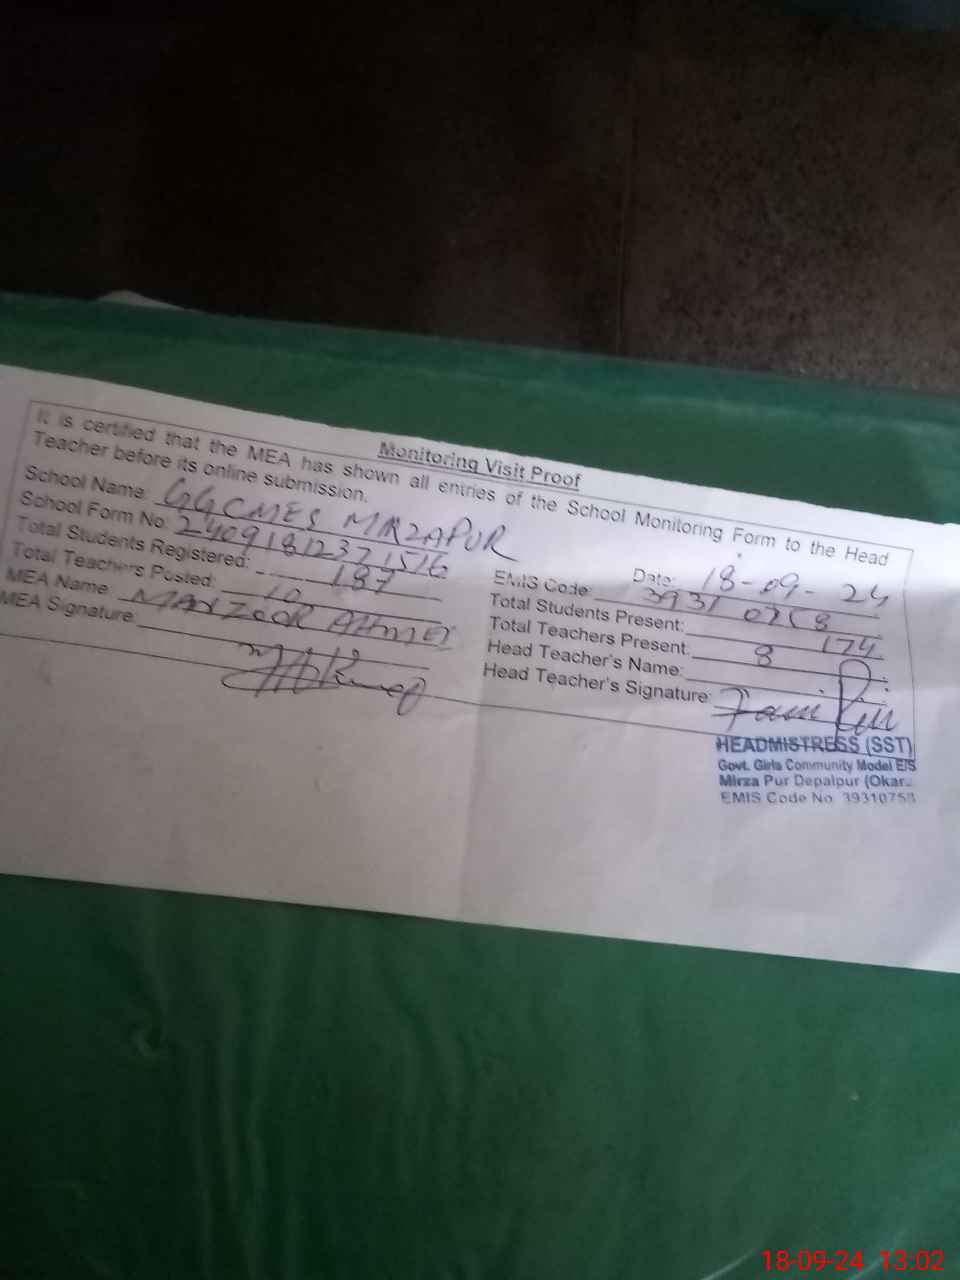 Monitoring Visit Proof
It is certified that the MEA has shown all entries of the School Monitoring Form to the Head
Teacher before its online submission.
School Name: GGCMES MIRZAPUR
Date: 18-09-24
School Form No: 24091812371516
EMIS Code: 39310758
Total Students Registered: 187
Total Students Present: 174
Total Teachers Posted: 10
Total Teachers Present: 8
MEA Name: MANZOOR AHMED
Head Teacher's Name:
MEA Signature:
Head Teacher's Signature:
HEADMISTRESS (SST)
Govt. Girls Community Model E/S
Mirza Pur Depalpur (Okar
EMIS Code No. 39310758
18-09-24 13:02